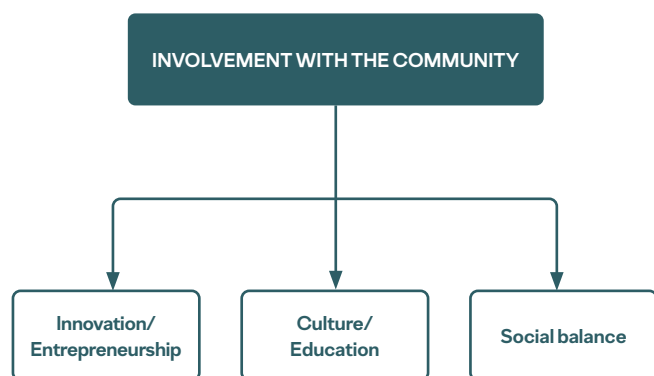 INVOLVEMENT WITH THE COMMUNITY
Innovation/
Entrepreneurship
Culture/
Education
Social balance